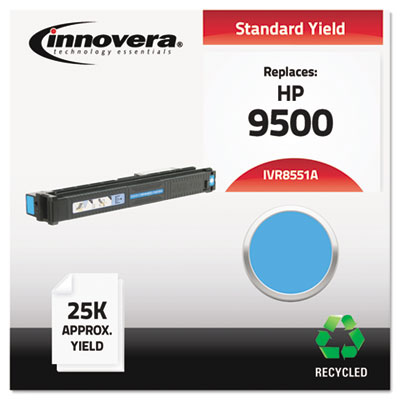 innovera
technology essentials
Standard Yield
Replaces:
HP
9500
IVR8551A
25K
APPROX.
YIELD
RECYCLED